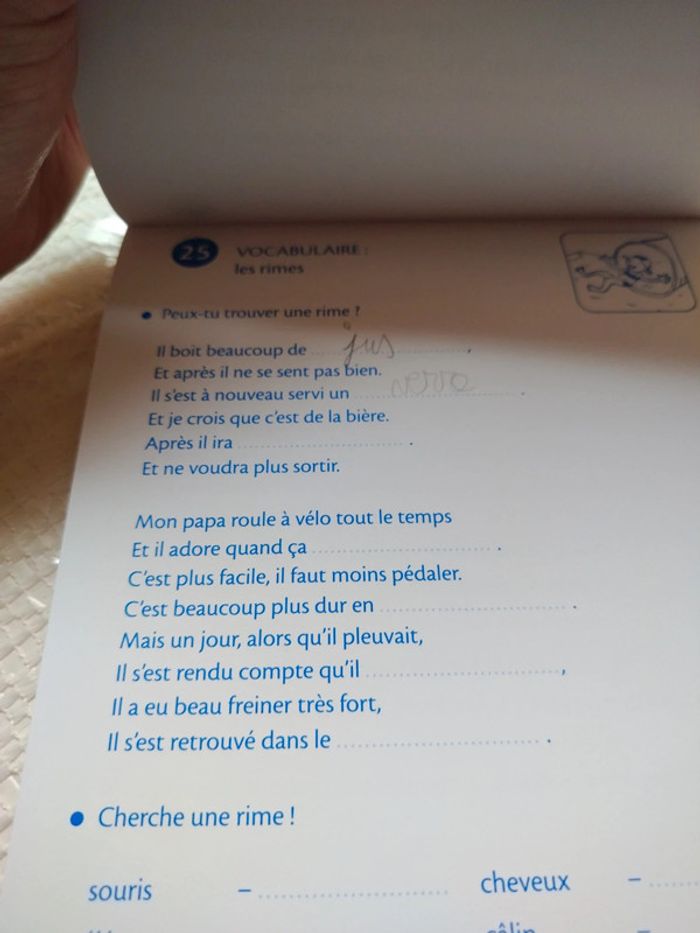 25 VOCABULAIRE :
les rimes
• Peux-tu trouver une rime ?
Il boit beaucoup de jus ,
Et après il ne se sent pas bien.
Il s'est à nouveau servi un verre .
Et je crois que c'est de la bière.
Après il ira .
Et ne voudra plus sortir.
Mon papa roule à vélo tout le temps
Et il adore quand ça .
C'est plus facile, il faut moins pédaler.
C'est beaucoup plus dur en .
Mais un jour, alors qu'il pleuvait,
Il s'est rendu compte qu'il ,
Il a eu beau freiner très fort,
Il s'est retrouvé dans le .
• Cherche une rime !
souris – cheveux –